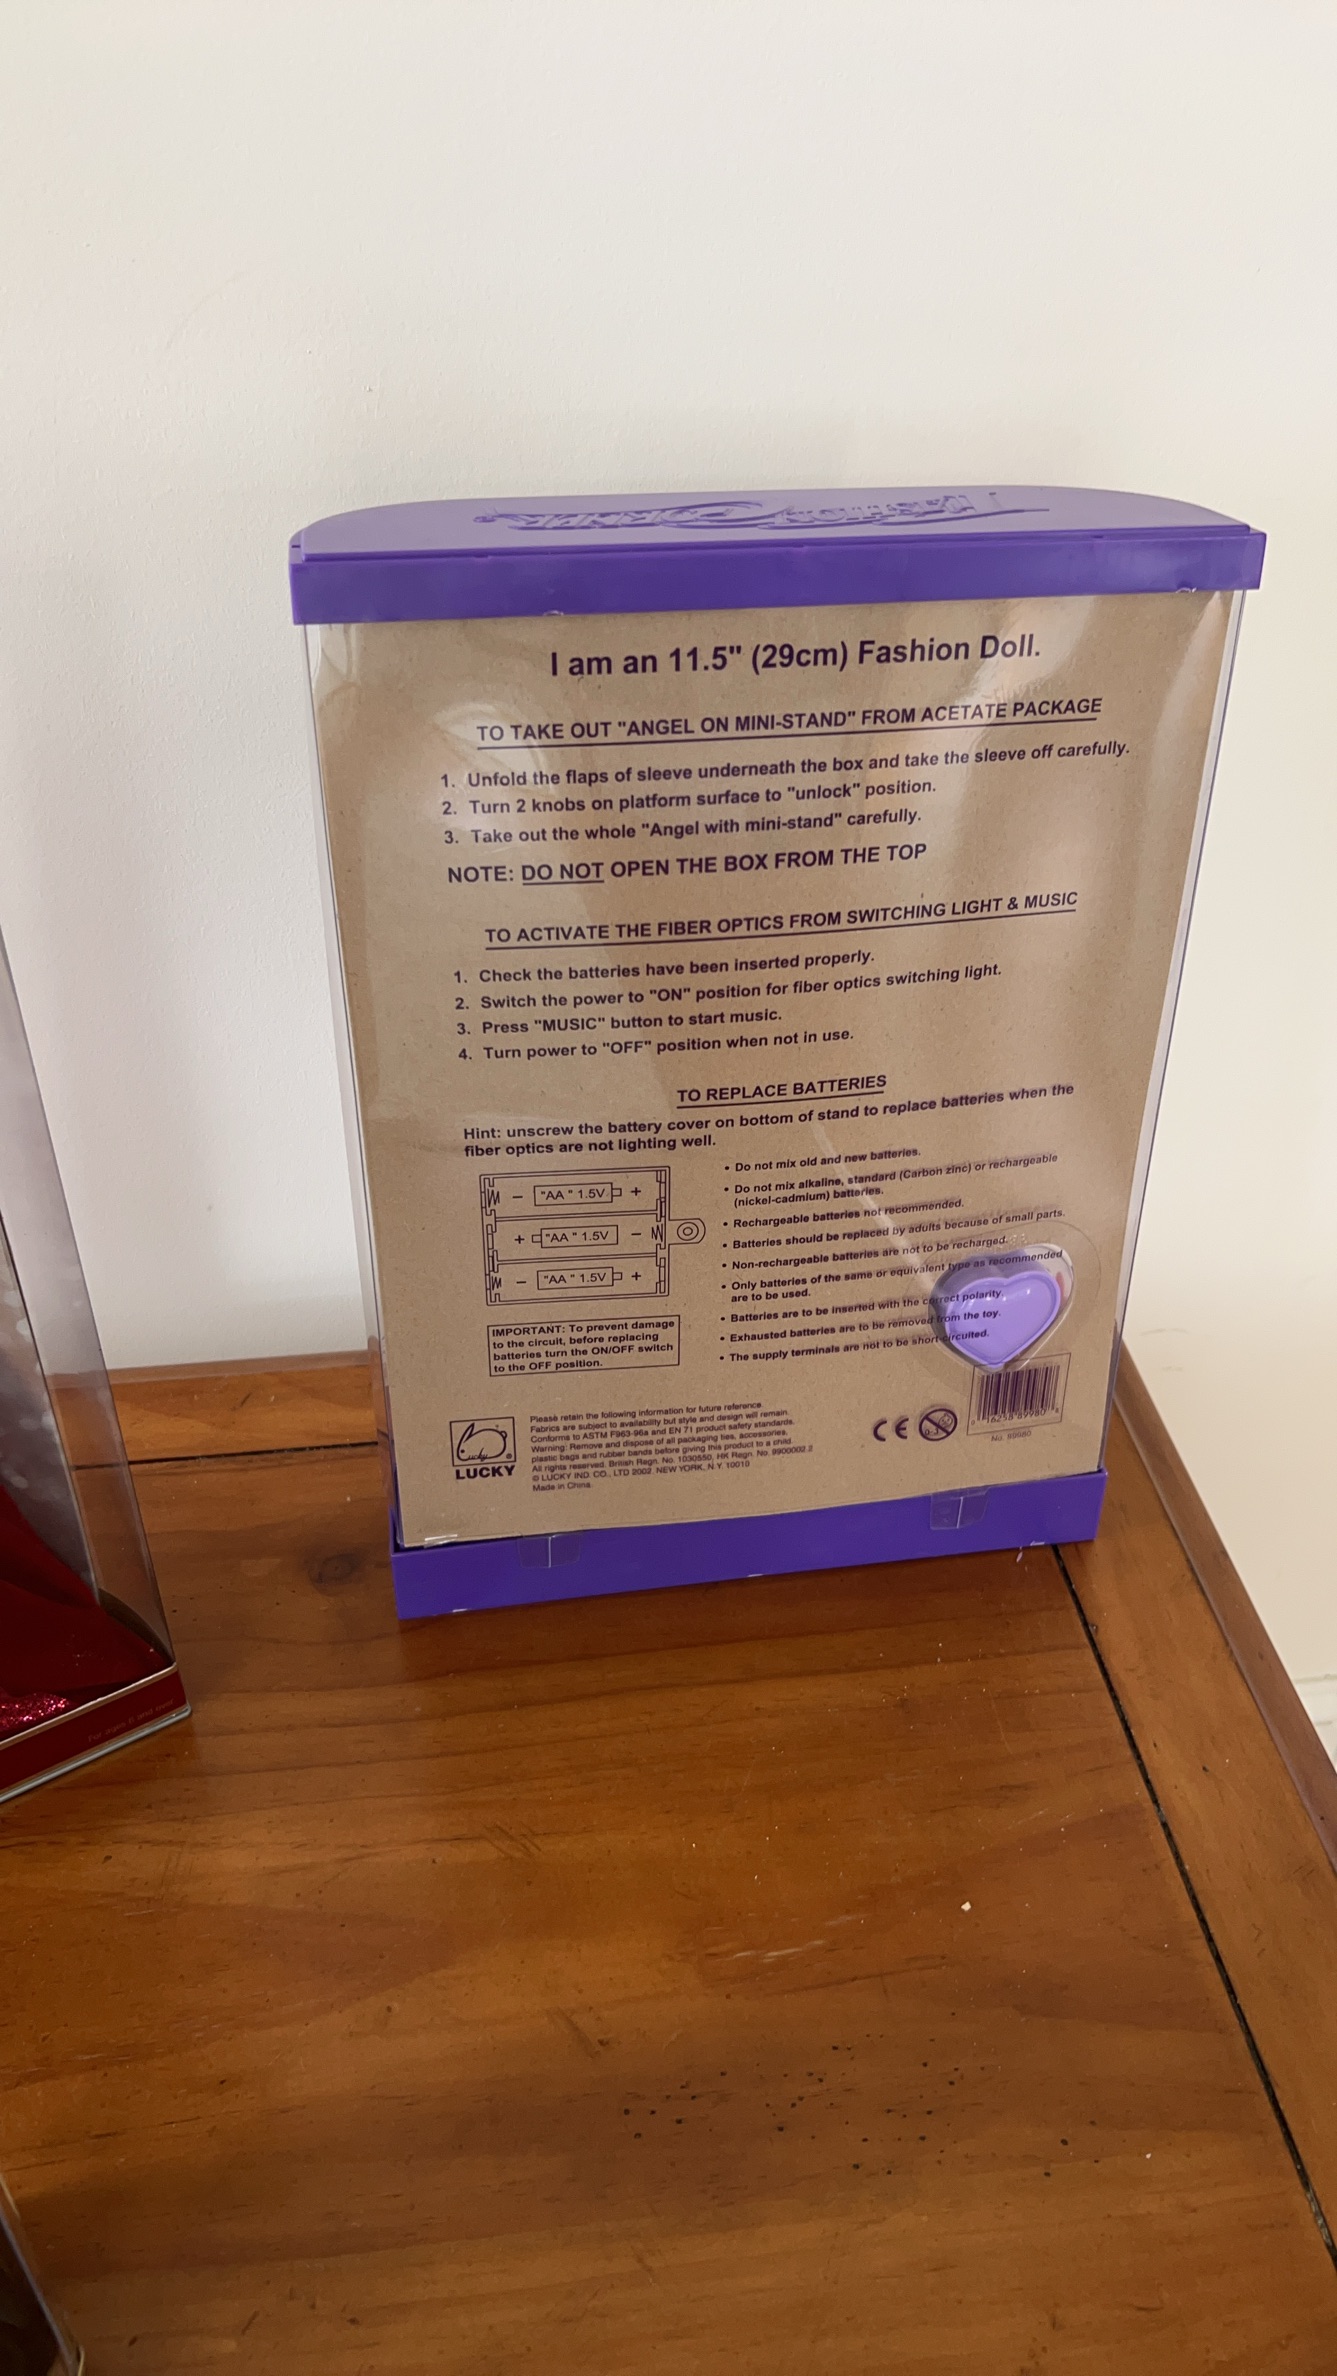 FASHION CORNER
I am an 11.5" (29cm) Fashion Doll.
TO TAKE OUT "ANGEL ON MINI-STAND" FROM ACETATE PACKAGE
1. Unfold the flaps of sleeve underneath the box and take the sleeve off carefully.
2. Turn 2 knobs on platform surface to "unlock" position.
3. Take out the whole "Angel with mini-stand" carefully.
NOTE: DO NOT OPEN THE BOX FROM THE TOP
TO ACTIVATE THE FIBER OPTICS FROM SWITCHING LIGHT & MUSIC
1. Check the batteries have been inserted properly.
2. Switch the power to "ON" position for fiber optics switching light.
3. Press "MUSIC" button to start music.
4. Turn power to "OFF" position when not in use.
TO REPLACE BATTERIES
Hint: unscrew the battery cover on bottom of stand to replace batteries when the
fiber optics are not lighting well.
− "AA" 1.5V +
+ "AA" 1.5V −
− "AA" 1.5V +
IMPORTANT: To prevent damage
to the circuit, before replacing
batteries turn the ON/OFF switch
to the OFF position.
• Do not mix old and new batteries.
• Do not mix alkaline, standard (Carbon zinc) or rechargeable
(nickel-cadmium) batteries.
• Rechargeable batteries not recommended.
• Batteries should be replaced by adults because of small parts.
• Non-rechargeable batteries are not to be recharged.
• Only batteries of the same or equivalent type as recommended
are to be used.
• Batteries are to be inserted with the correct polarity.
• Exhausted batteries are to be removed from the toy.
• The supply terminals are not to be short-circuited.
Lucky ®
LUCKY
Please retain the following information for future reference
Fabrics are subject to availability but style and design will remain.
Conforms to ASTM F963-96a and EN 71 product safety standards.
Warning: Remove and dispose of all packaging ties, accessories,
plastic bags and rubber bands before giving this product to a child.
All rights reserved. British Regn. No. 1030550, HK Regn. No. 9900002.2
© LUCKY IND. CO., LTD 2002. NEW YORK, N.Y. 10010
Made in China.
CE
0-3
0 16258 89980 8
No. 89980